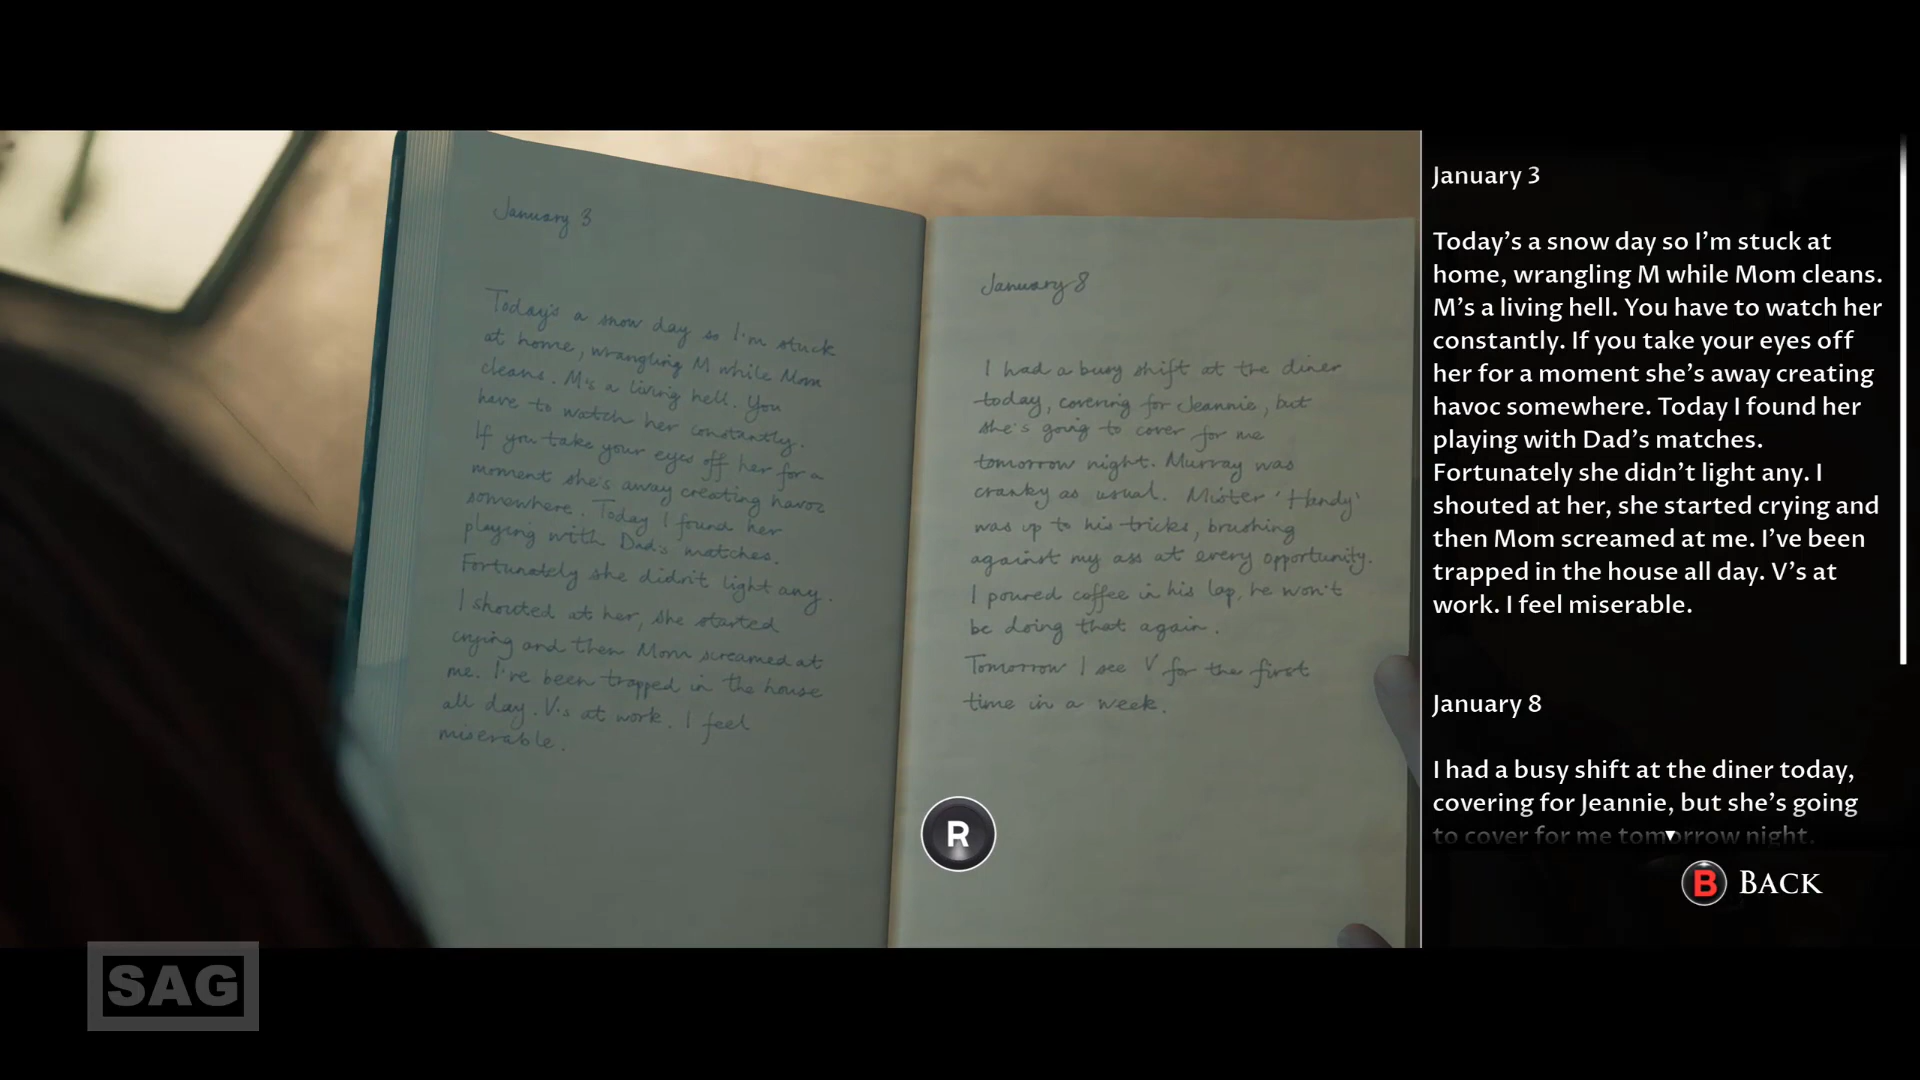 January 3
Today's a snow day so I'm stuck
at home, wrangling M while Mom
cleans. M's a living hell. You
have to watch her constantly.
If you take your eyes off her for a
moment she's away creating havoc
somewhere. Today I found her
playing with Dad's matches.
Fortunately she didn't light any.
I shouted at her, she started
crying and then Mom screamed at
me. I've been trapped in the house
all day. V's at work. I feel
miserable.
January 8
I had a busy shift at the diner
today, covering for Jeannie, but
she's going to cover for me
tomorrow night. Murray was
cranky as usual. Mister 'Handy'
was up to his tricks, brushing
against my ass at every opportunity.
I poured coffee in his lap, he won't
be doing that again.
Tomorrow I see V for the first
time in a week.
R
January 3
Today's a snow day so I'm stuck at
home, wrangling M while Mom cleans.
M's a living hell. You have to watch her
constantly. If you take your eyes off
her for a moment she's away creating
havoc somewhere. Today I found her
playing with Dad's matches.
Fortunately she didn't light any. I
shouted at her, she started crying and
then Mom screamed at me. I've been
trapped in the house all day. V's at
work. I feel miserable.
January 8
I had a busy shift at the diner today,
covering for Jeannie, but she's going
to cover for me tomorrow night.
B BACK
SAG